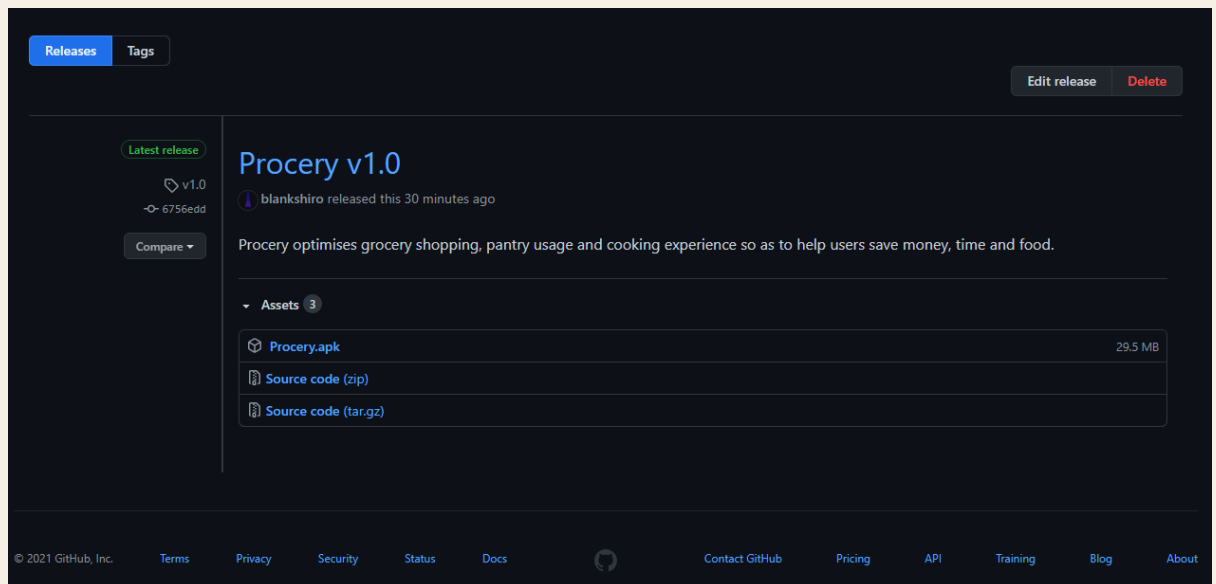 Releases Tags
Edit release Delete
Latest release
v1.0
6756edd
Compare
Procery v1.0
blankshiro released this 30 minutes ago
Procery optimises grocery shopping, pantry usage and cooking experience so as to help users save money, time and food.
Assets 3
Procery.apk 29.5 MB
Source code (zip)
Source code (tar.gz)
© 2021 GitHub, Inc. Terms Privacy Security Status Docs Contact GitHub Pricing API Training Blog About